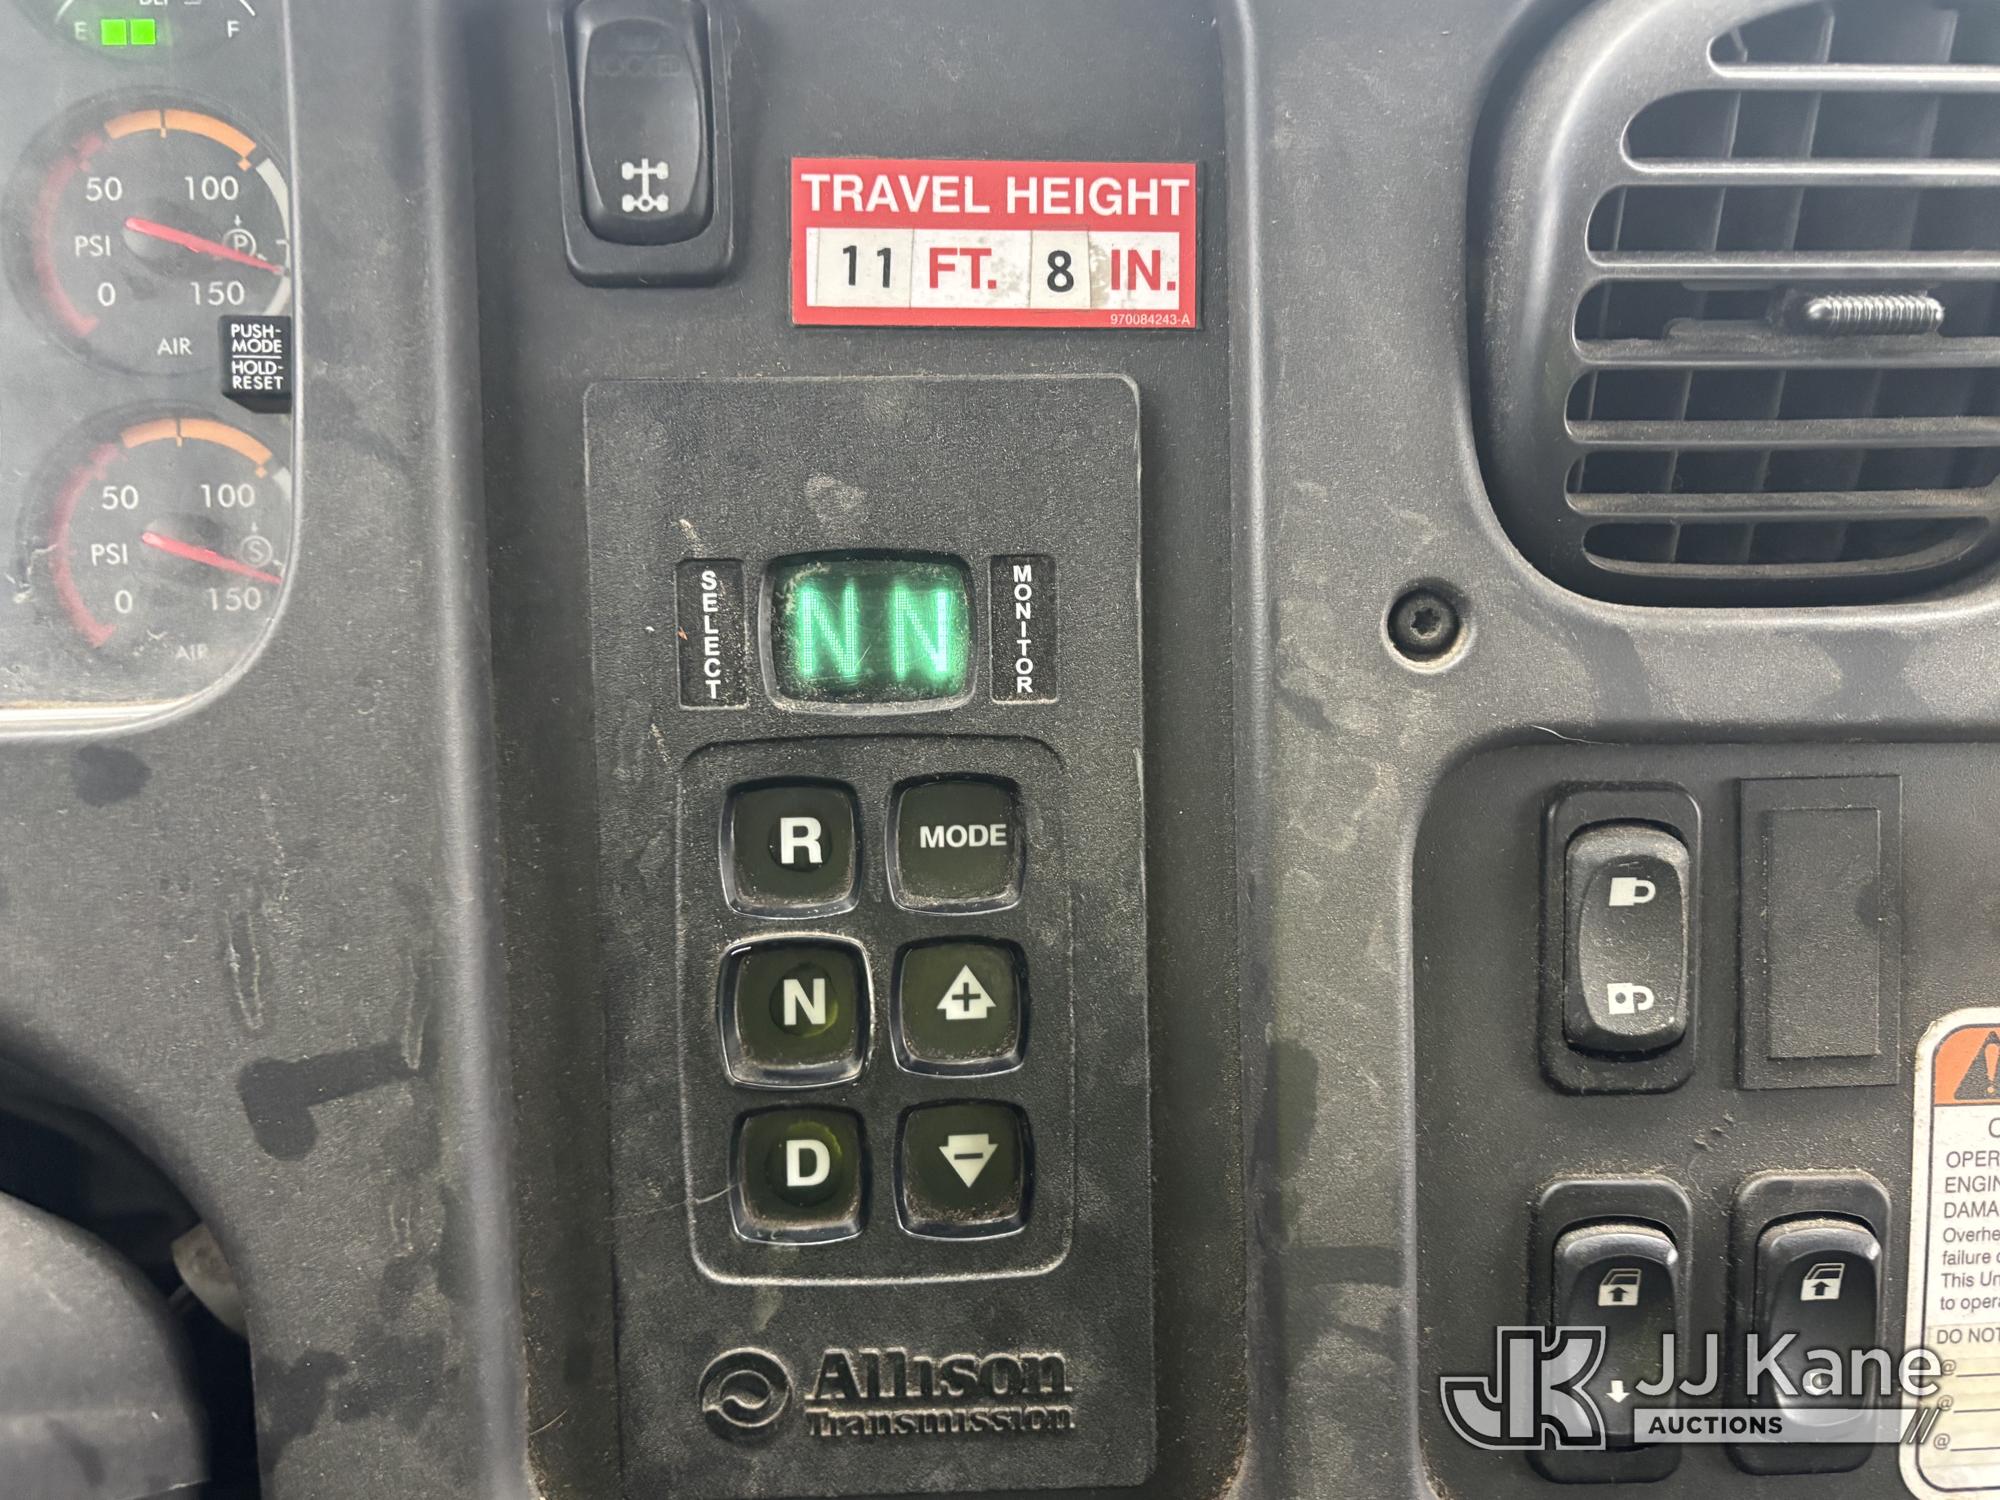 E F
50 100
PSI P
0 150
AIR
PUSH-
MODE
HOLD-
RESET
50 100
PSI S
0 150
AIR
LOCKED
TRAVEL HEIGHT
11 FT. 8 IN.
970084243-A
SELECT
NN
MONITOR
R MODE
N +
D -
Allison
Transmission
OPER
ENGIN
DAMA
Overhe
failure
This Un
to opera
DO NOT
@
@
@
JK JJ Kane
AUCTIONS